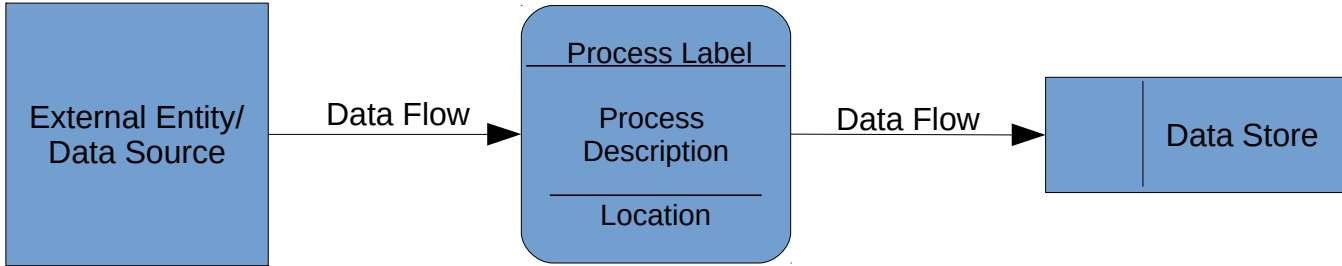 External Entity/
Data Source
Data Flow
Process Label
Process
Description
Location
Data Flow
Data Store